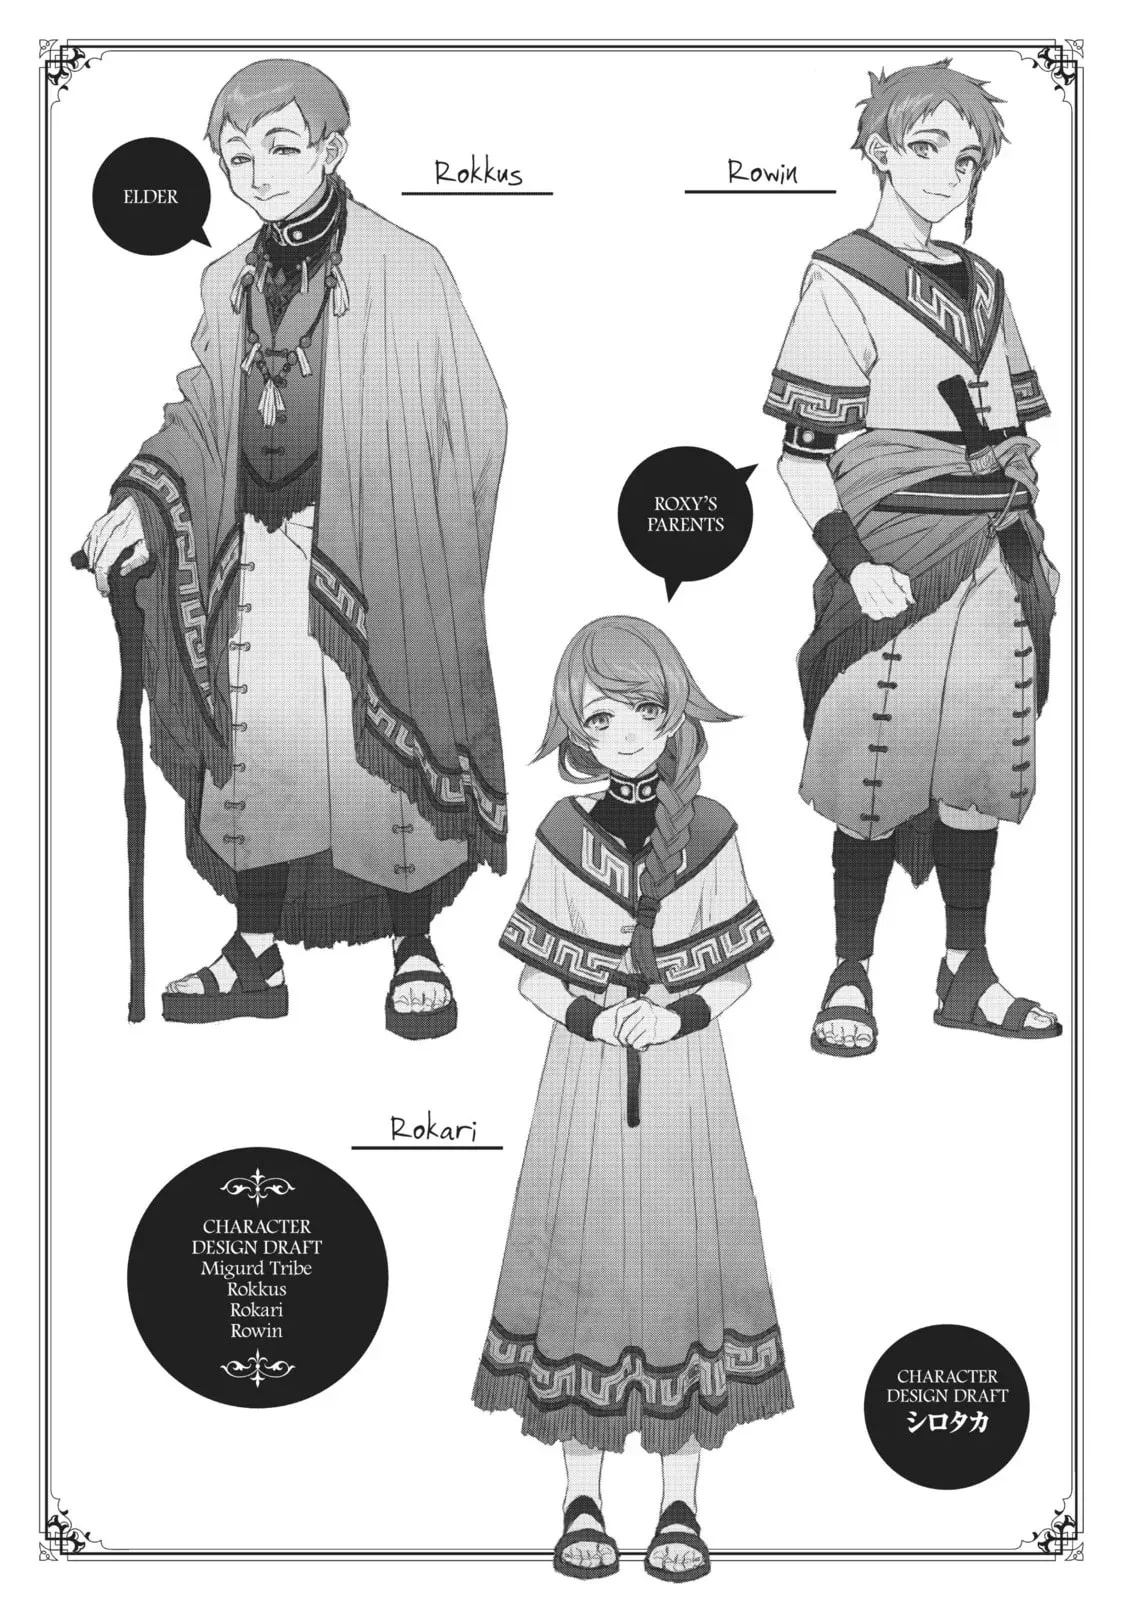 ELDER
Rokkus
Rowin
ROXY'S
PARENTS
Rokari
CHARACTER
DESIGN DRAFT
Migurd Tribe
Rokkus
Rokari
Rowin
CHARACTER
DESIGN DRAFT
シロタカ